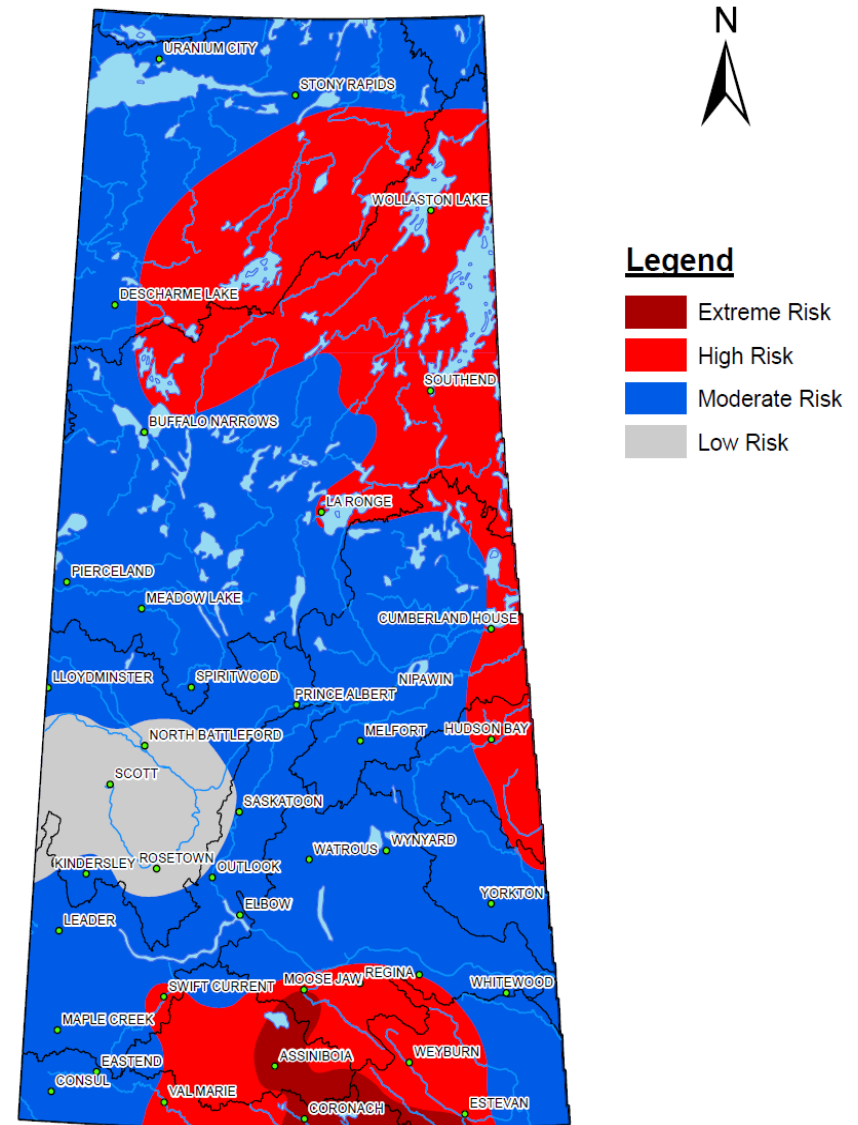 N
URANIUM CITY
STONY RAPIDS
WOLLASTON LAKE
Legend
DESCHARME LAKE
Extreme Risk
High Risk
SOUTHEND
Moderate Risk
BUFFALO NARROWS
Low Risk
LA RONGE
PIERCELAND
MEADOW LAKE
CUMBERLAND HOUSE
LLOYDMINSTER
SPIRITWOOD
NIPAWIN
PRINCE ALBERT
NORTH BATTLEFORD
MELFORT
HUDSON BAY
SCOTT
SASKATOON
WATROUS
WYNYARD
KINDERSLEY
ROSETOWN
OUTLOOK
YORKTON
LEADER
ELBOW
SWIFT CURRENT
MOOSE JAW
REGINA
WHITEWOOD
MAPLE CREEK
EASTEND
ASSINIBOIA
WEYBURN
CONSUL
VAL MARIE
CORONACH
ESTEVAN